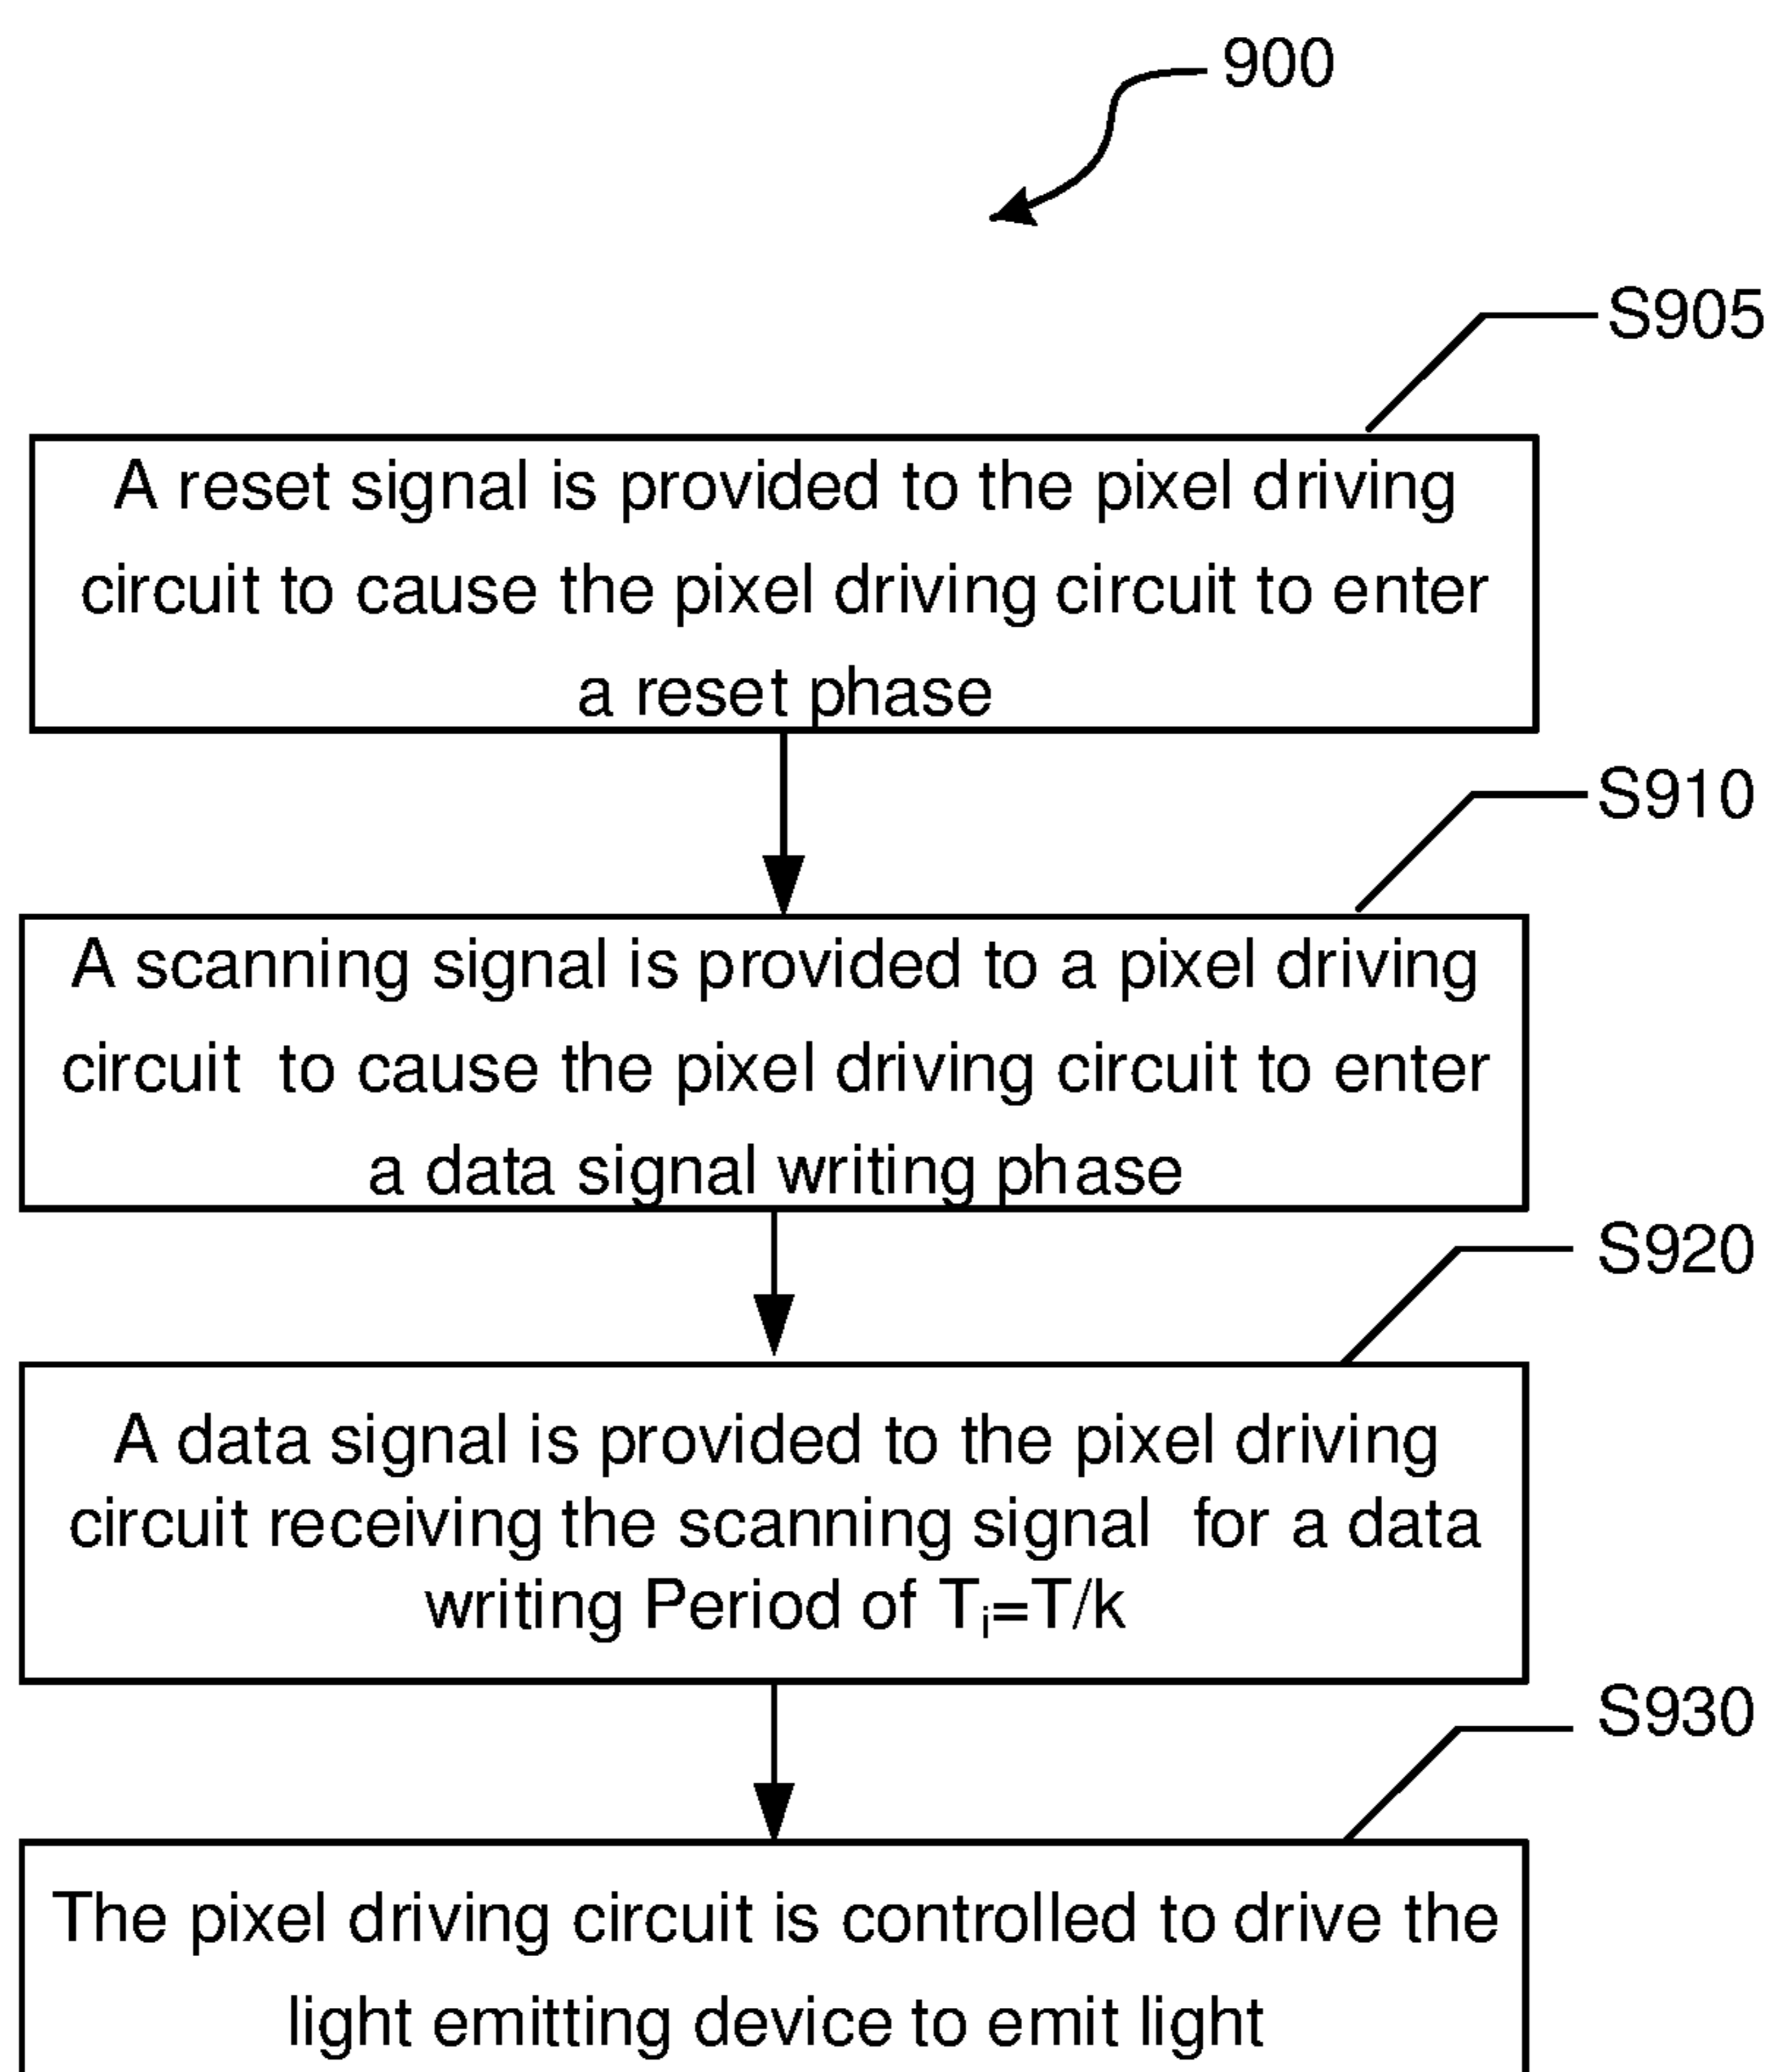 900
S905
A reset signal is provided to the pixel driving
circuit to cause the pixel driving circuit to enter
a reset phase
S910
A scanning signal is provided to a pixel driving
circuit to cause the pixel driving circuit to enter
a data signal writing phase
S920
A data signal is provided to the pixel driving
circuit receiving the scanning signal for a data
writing Period of Tᵢ=T/k
S930
The pixel driving circuit is controlled to drive the
light emitting device to emit light